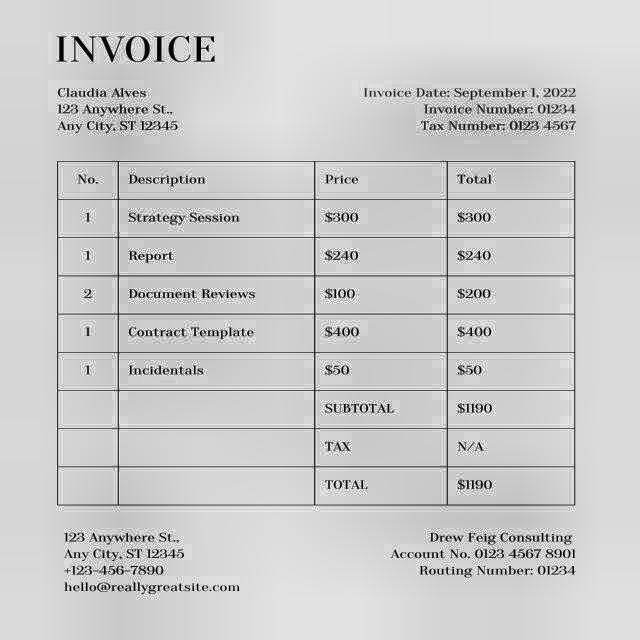 INVOICE
Claudia Alves
123 Anywhere St.,
Any City, ST 12345
Invoice Date: September 1, 2022
Invoice Number: 01234
Tax Number: 0123 4567
No. Description Price Total
1 Strategy Session $300 $300
1 Report $240 $240
2 Document Reviews $100 $200
1 Contract Template $400 $400
1 Incidentals $50 $50
SUBTOTAL $1190
TAX N/A
TOTAL $1190
123 Anywhere St.,
Any City, ST 12345
+123-456-7890
hello@reallygreatsite.com
Drew Feig Consulting
Account No. 0123 4567 8901
Routing Number: 01234